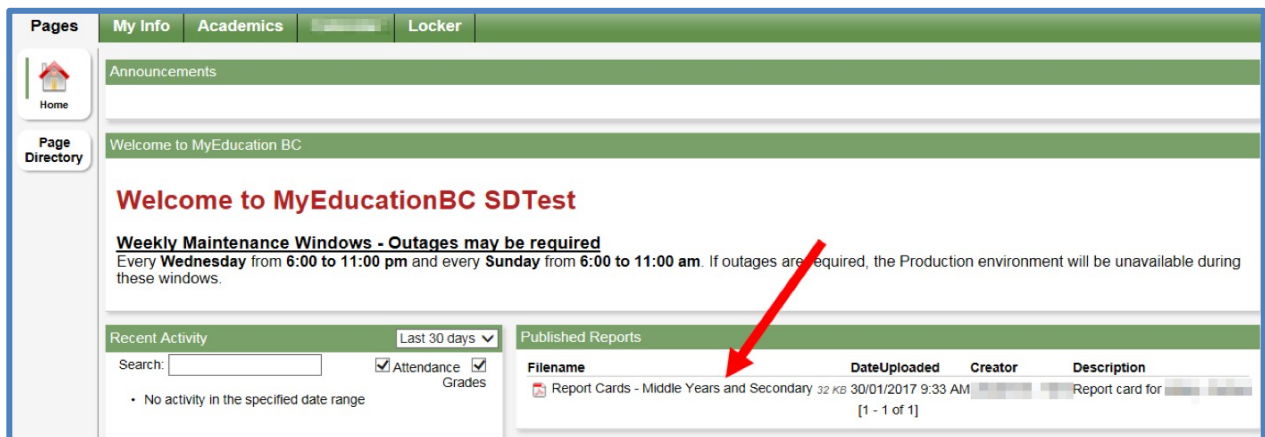 Pages My Info Academics Locker
Home
Page
Directory
Announcements
Welcome to MyEducation BC
Welcome to MyEducationBC SDTest
Weekly Maintenance Windows - Outages may be required
Every Wednesday from 6:00 to 11:00 pm and every Sunday from 6:00 to 11:00 am. If outages are required, the Production environment will be unavailable during
these windows.
Recent Activity Last 30 days
Search: Attendance
Grades
No activity in the specified date range
Published Reports
Filename DateUploaded Creator Description
Report Cards - Middle Years and Secondary 32 KB 30/01/2017 9:33 AM Report card for
[1 - 1 of 1]